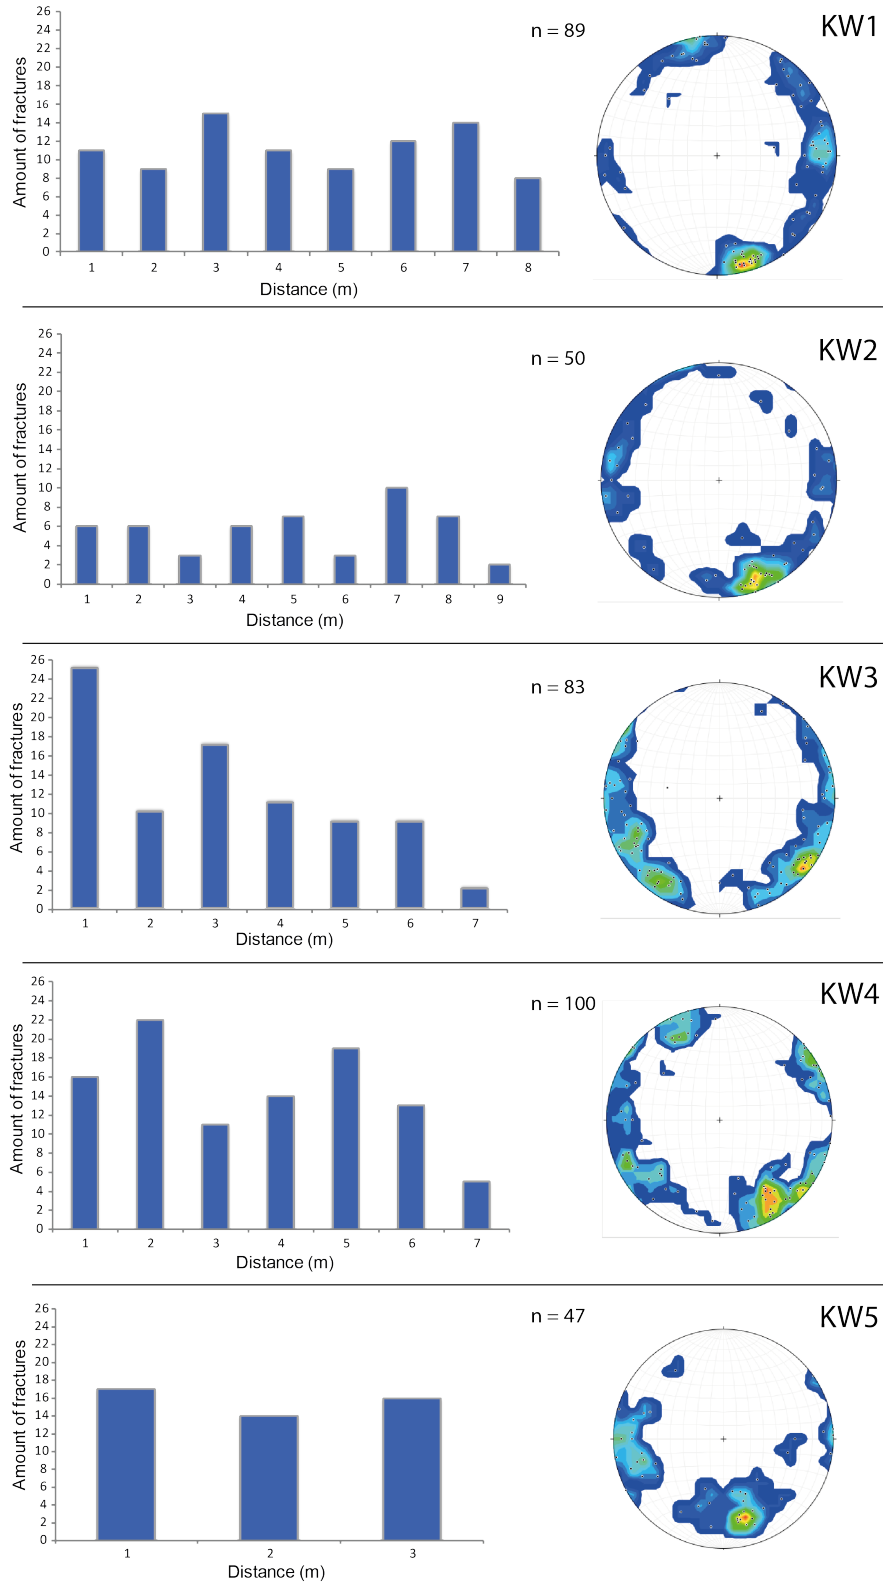 KW1
n = 89
Amount of fractures
26
24
22
20
18
16
14
12
10
8
6
4
2
0
1 2 3 4 5 6 7 8
Distance (m)
KW2
n = 50
Amount of fractures
26
24
22
20
18
16
14
12
10
8
6
4
2
0
1 2 3 4 5 6 7 8 9
Distance (m)
KW3
n = 83
Amount of fractures
26
24
22
20
18
16
14
12
10
8
6
4
2
0
1 2 3 4 5 6 7
Distance (m)
KW4
n = 100
Amount of fractures
26
24
22
20
18
16
14
12
10
8
6
4
2
0
1 2 3 4 5 6 7
Distance (m)
KW5
n = 47
Amount of fractures
26
24
22
20
18
16
14
12
10
8
6
4
2
0
1 2 3
Distance (m)